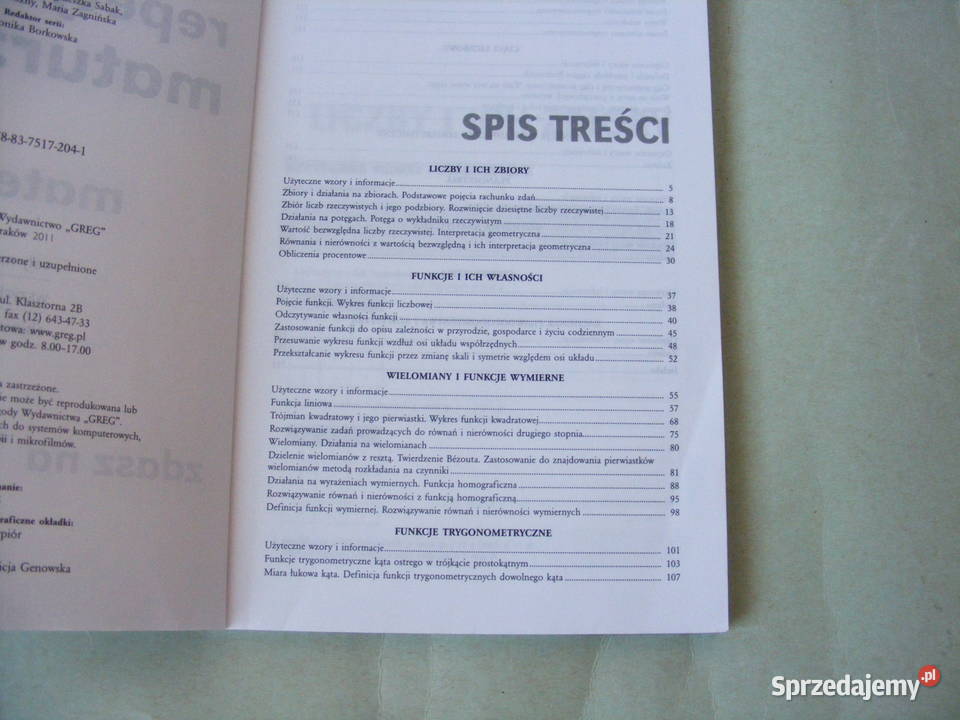 Sabak,
Maria Zagnińska
Redaktor serii:
Borkowska
8-83-7517-204-1
Wydawnictwo „GREG”
2011
i uzupełnione
ul. Klasztorna 2B
fax (12) 643-47-33
www.greg.pl
w godz. 8.00-17.00
zastrzeżone.
nie może być reprodukowana lub
Wydawnictwa „GREG”.
do systemów komputerowych,
i mikrofilmów.
okładki:
Genowska
SPIS TREŚCI
LICZBY I ICH ZBIORY
Użyteczne wzory i informacje 5
Zbiory i działania na zbiorach. Podstawowe pojęcia rachunku zdań 8
Zbiór liczb rzeczywistych i jego podzbiory. Rozwinięcie dziesiętne liczby rzeczywistej 13
Działania na potęgach. Potęga o wykładniku rzeczywistym 18
Wartość bezwzględna liczby rzeczywistej. Interpretacja geometryczna 21
Równania i nierówności z wartością bezwzględną i ich interpretacja geometryczna 24
Obliczenia procentowe 30
FUNKCJE I ICH WŁASNOŚCI
Użyteczne wzory i informacje 37
Pojęcie funkcji. Wykres funkcji liczbowej 38
Odczytywanie własności funkcji 40
Zastosowanie funkcji do opisu zależności w przyrodzie, gospodarce i życiu codziennym 45
Przesuwanie wykresu funkcji wzdłuż osi układu współrzędnych 48
Przekształcanie wykresu funkcji przez zmianę skali i symetrie względem osi układu 52
WIELOMIANY I FUNKCJE WYMIERNE
Użyteczne wzory i informacje 55
Funkcja liniowa 57
Trójmian kwadratowy i jego pierwiastki. Wykres funkcji kwadratowej 68
Rozwiązywanie zadań prowadzących do równań i nierówności drugiego stopnia 75
Wielomiany. Działania na wielomianach 80
Dzielenie wielomianów z resztą. Twierdzenie Bézouta. Zastosowanie do znajdowania pierwiastków
wielomianów metodą rozkładania na czynniki 81
Działania na wyrażeniach wymiernych. Funkcja homograficzna 88
Rozwiązywanie równań i nierówności z funkcją homograficzną 95
Definicja funkcji wymiernej. Rozwiązywanie równań i nierówności wymiernych 98
FUNKCJE TRYGONOMETRYCZNE
Użyteczne wzory i informacje 101
Funkcje trygonometryczne kąta ostrego w trójkącie prostokątnym 103
Miara łukowa kąta. Definicja funkcji trygonometrycznych dowolnego kąta 107
Sprzedajemy.pl